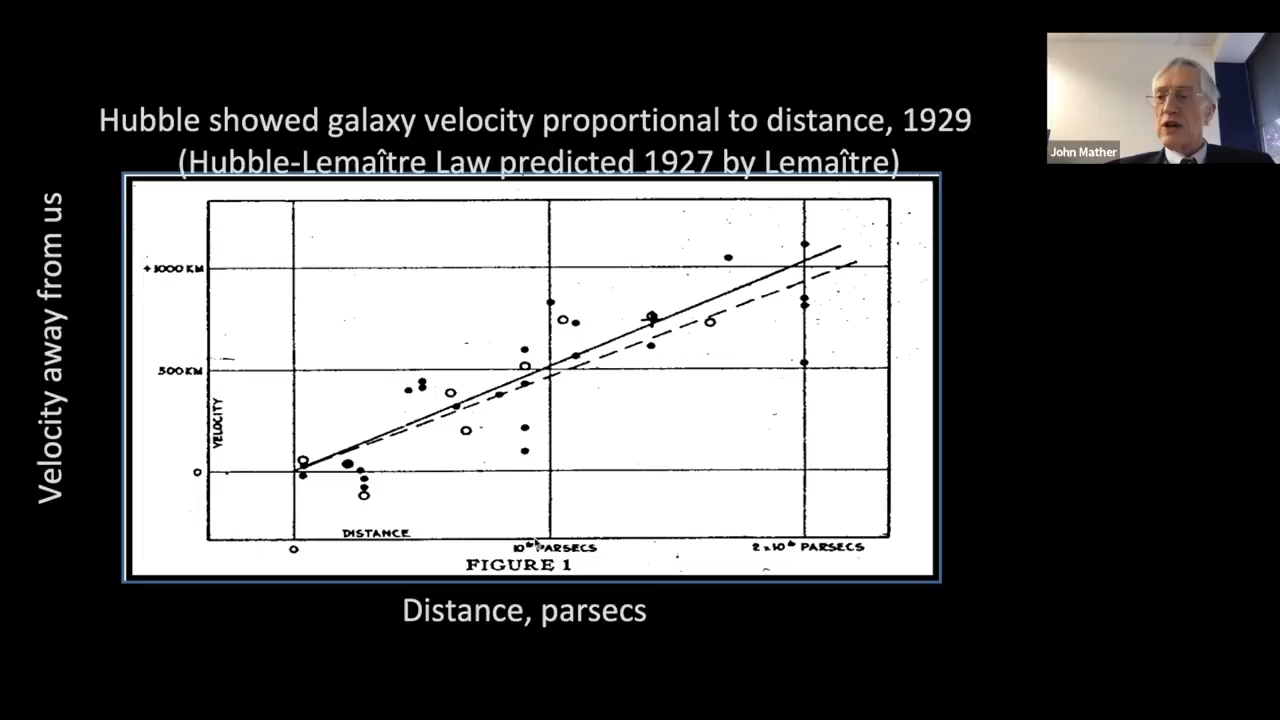 Hubble showed galaxy velocity proportional to distance, 1929
(Hubble-Lemaître Law predicted 1927 by Lemaître)
John Mather
Velocity away from us
+1000 KM
500 KM
VELOCITY
0
DISTANCE
0
10⁶ PARSECS
2×10⁶ PARSECS
FIGURE 1
Distance, parsecs